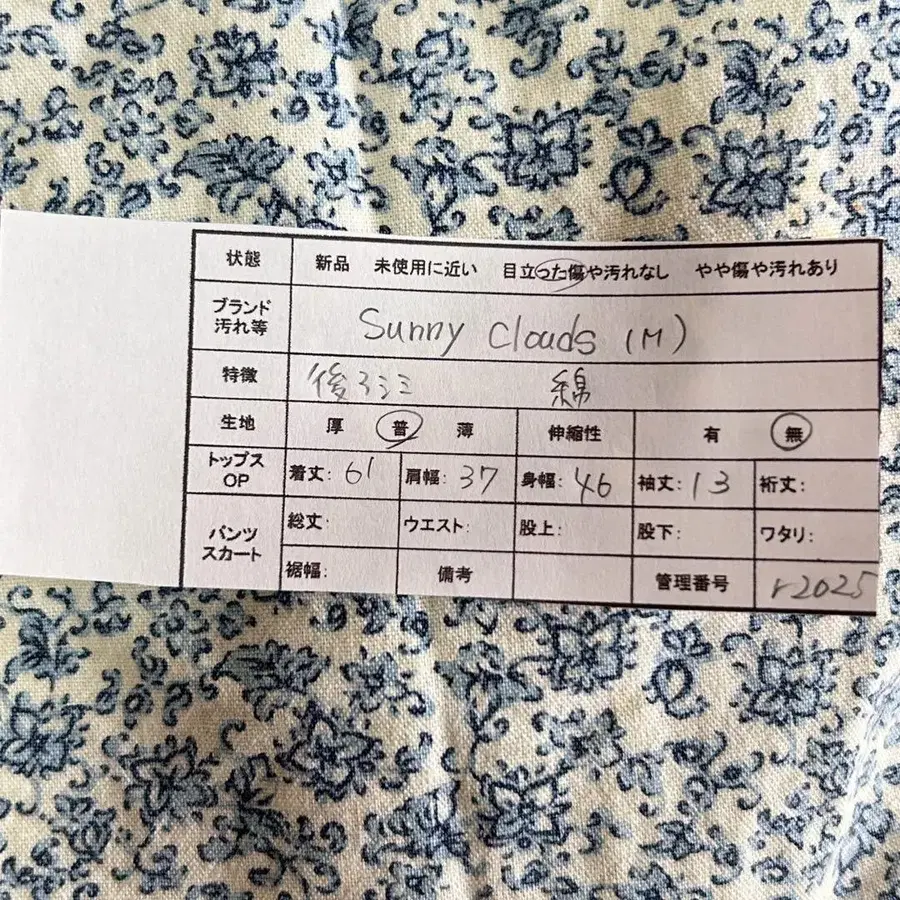 状態 新品 未使用に近い 目立った傷や汚れなし やや傷や汚れあり
ブランド
汚れ等
Sunny Clouds (M)
特徴 後ろシミ 綿
生地 厚 普 薄 伸縮性 有 無
トップス
OP
着丈: 61 肩幅: 37 身幅: 46 袖丈: 13 裄丈:
パンツ
スカート
総丈: ウエスト: 股上: 股下: ワタリ:
裾幅: 備考 管理番号 r2025